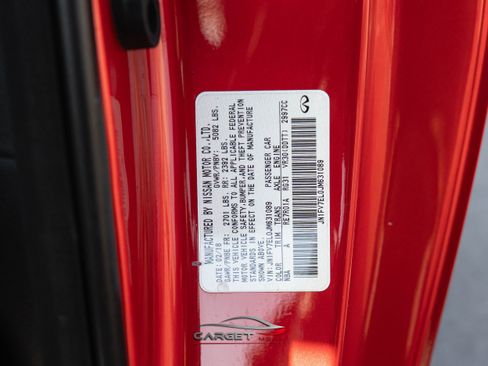 MANUFACTURED BY NISSAN MOTOR CO.,LTD.
DATE: 02/18 GVWR/PNBV: 5082 LBS.
GAWR/PNBE FR: 2701 LBS. RR: 2392 LBS.
THIS VEHICLE CONFORMS TO ALL APPLICABLE FEDERAL
MOTOR VEHICLE SAFETY,BUMPER,AND THEFT PREVENTION
STANDARDS IN EFFECT ON THE DATE OF MANUFACTURE
SHOWN ABOVE.
VIN:JN1FV7EL0JM631089 PASSENGER CAR
COLOR TRIM TRANS. AXLE ENGINE
NBA A RE7R01A RG31 VR30(DDTT) 2997CC
JN1FV7EL0JM631089
CARGET